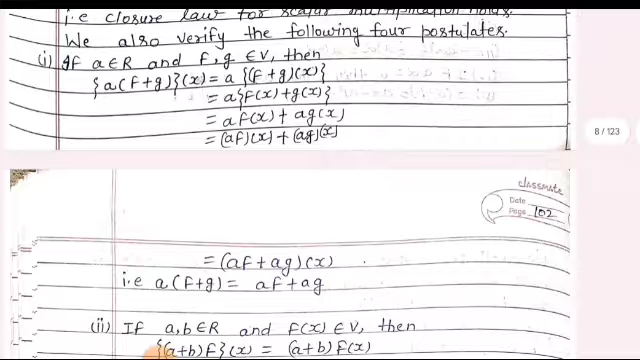 i.e closure law for scalar multiplication holds.
We also verify the following four postulates.
(i) If a∈R and f, g ∈V, then
{a(f+g)}(x) = a{(f+g)(x)}
= a{f(x)+g(x)}
= af(x) + ag(x)
= (af)(x) + (ag)(x)
8/123
classmate
Date
Page 102
= (af + ag)(x)
i.e a(f+g) = af + ag
(ii) If a,b∈R and f(x)∈V, then
{(a+b)f}(x) = (a+b)f(x)